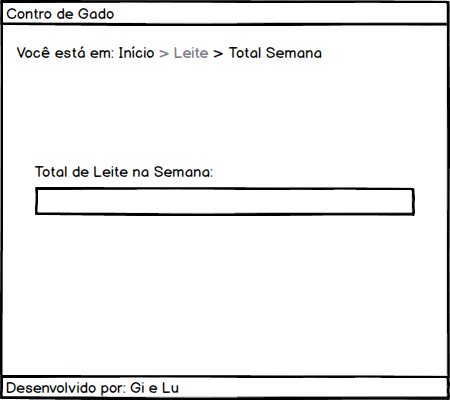 Contro de Gado
Você está em: Início > Leite > Total Semana
Total de Leite na Semana:
Desenvolvido por: Gi e Lu